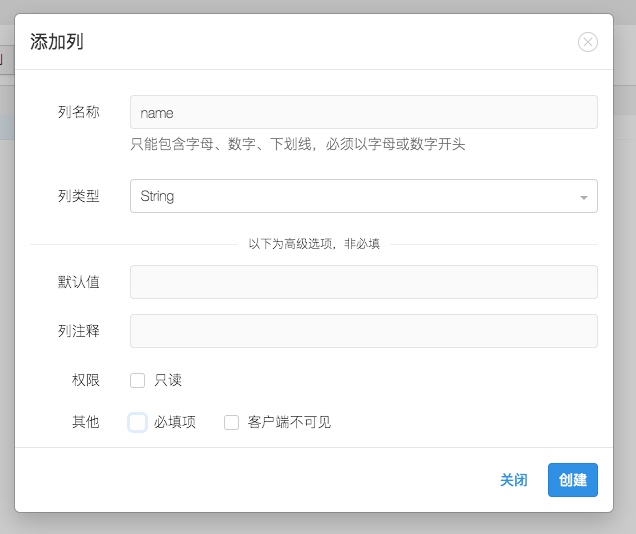 添加列
列名称
name
只能包含字母、数字、下划线，必须以字母或数字开头
列类型
String
以下为高级选项，非必填
默认值
列注释
权限
只读
其他
必填项
客户端不可见
关闭
创建